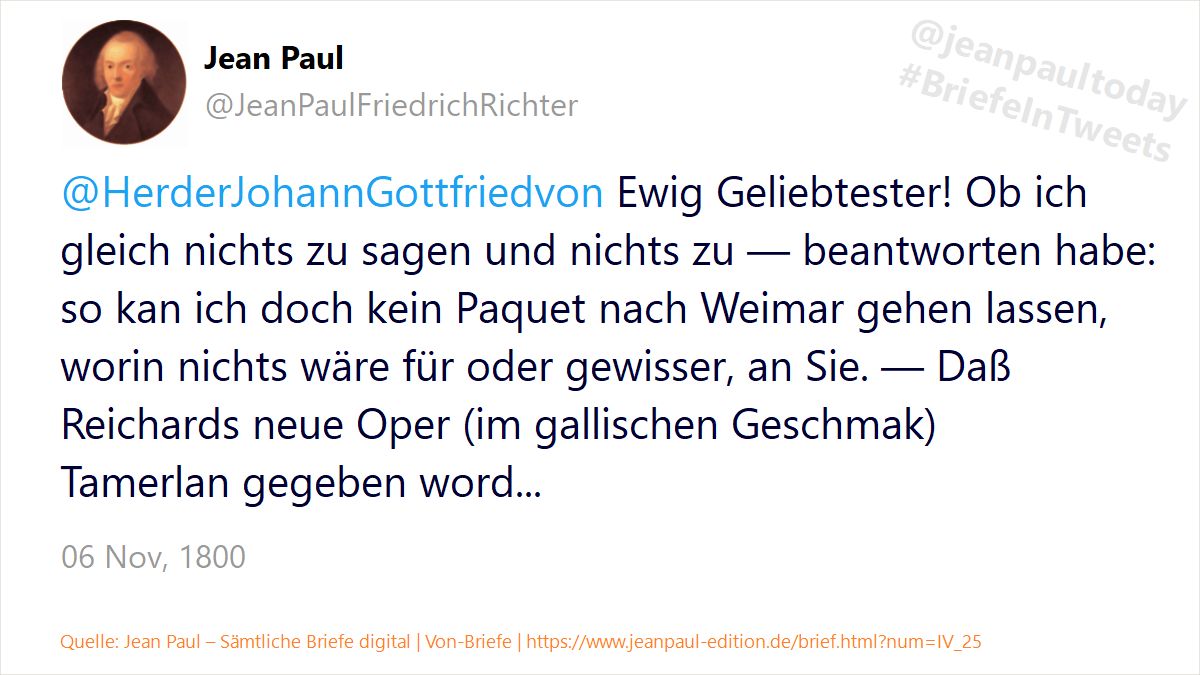 Jean Paul
@JeanPaulFriedrichRichter
@jeanpaultoday
#BriefeInTweets
@HerderJohannGottfriedvon Ewig Geliebtester! Ob ich
gleich nichts zu sagen und nichts zu — beantworten habe:
so kan ich doch kein Paquet nach Weimar gehen lassen,
worin nichts wäre für oder gewisser, an Sie. — Daß
Reichards neue Oper (im gallischen Geschmak)
Tamerlan gegeben word...
06 Nov, 1800
Quelle: Jean Paul – Sämtliche Briefe digital | Von-Briefe | https://www.jeanpaul-edition.de/brief.html?num=IV_25